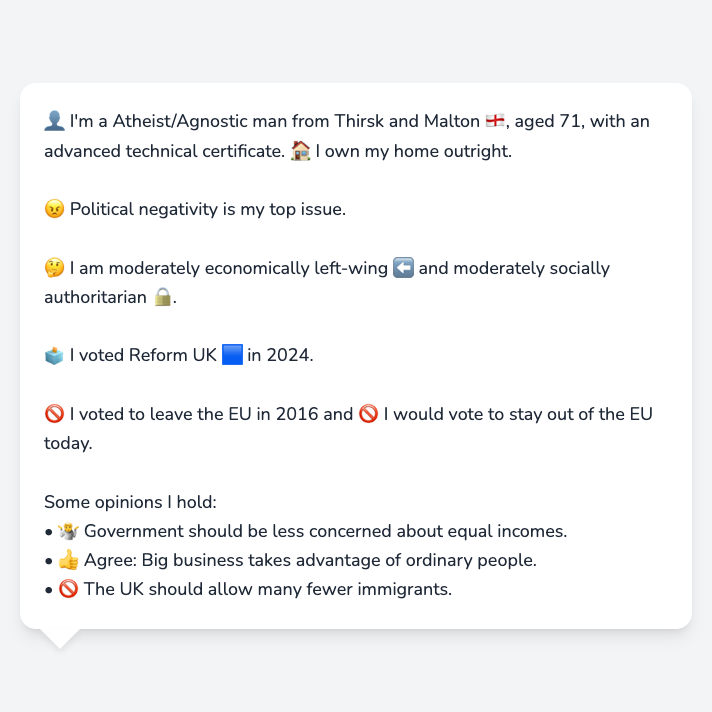 👤 I'm a Atheist/Agnostic man from Thirsk and Malton 🏴󠁧󠁢󠁥󠁮󠁧󠁿, aged 71, with an
advanced technical certificate. 🏠 I own my home outright.
😠 Political negativity is my top issue.
🤔 I am moderately economically left-wing ⬅️ and moderately socially
authoritarian 🔒.
🗳️ I voted Reform UK 🟦 in 2024.
🚫 I voted to leave the EU in 2016 and 🚫 I would vote to stay out of the EU
today.
Some opinions I hold:
• 🤷 Government should be less concerned about equal incomes.
• 👍 Agree: Big business takes advantage of ordinary people.
• 🚫 The UK should allow many fewer immigrants.